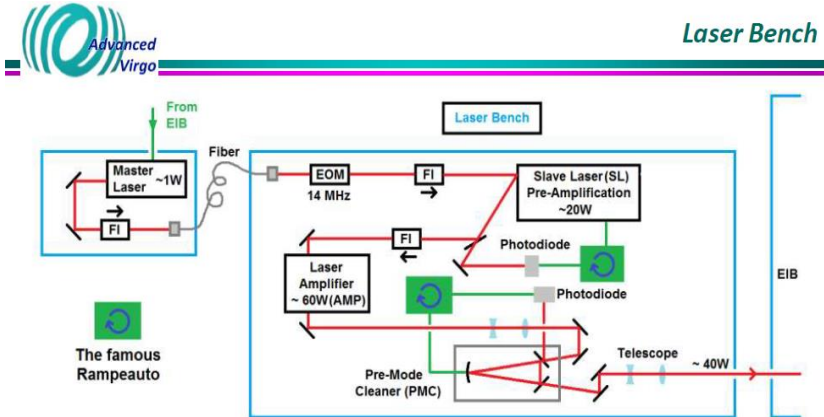 Advanced
Virgo
Laser Bench
From
EIB
Laser Bench
Fiber
Master
Laser
~1W
FI
EOM
14 MHz
FI
Slave Laser(SL)
Pre-Amplification
~20W
FI
Photodiode
Laser
Amplifier
~ 60W(AMP)
Photodiode
EIB
The famous
Rampeauto
Pre-Mode
Cleaner (PMC)
Telescope
~ 40W